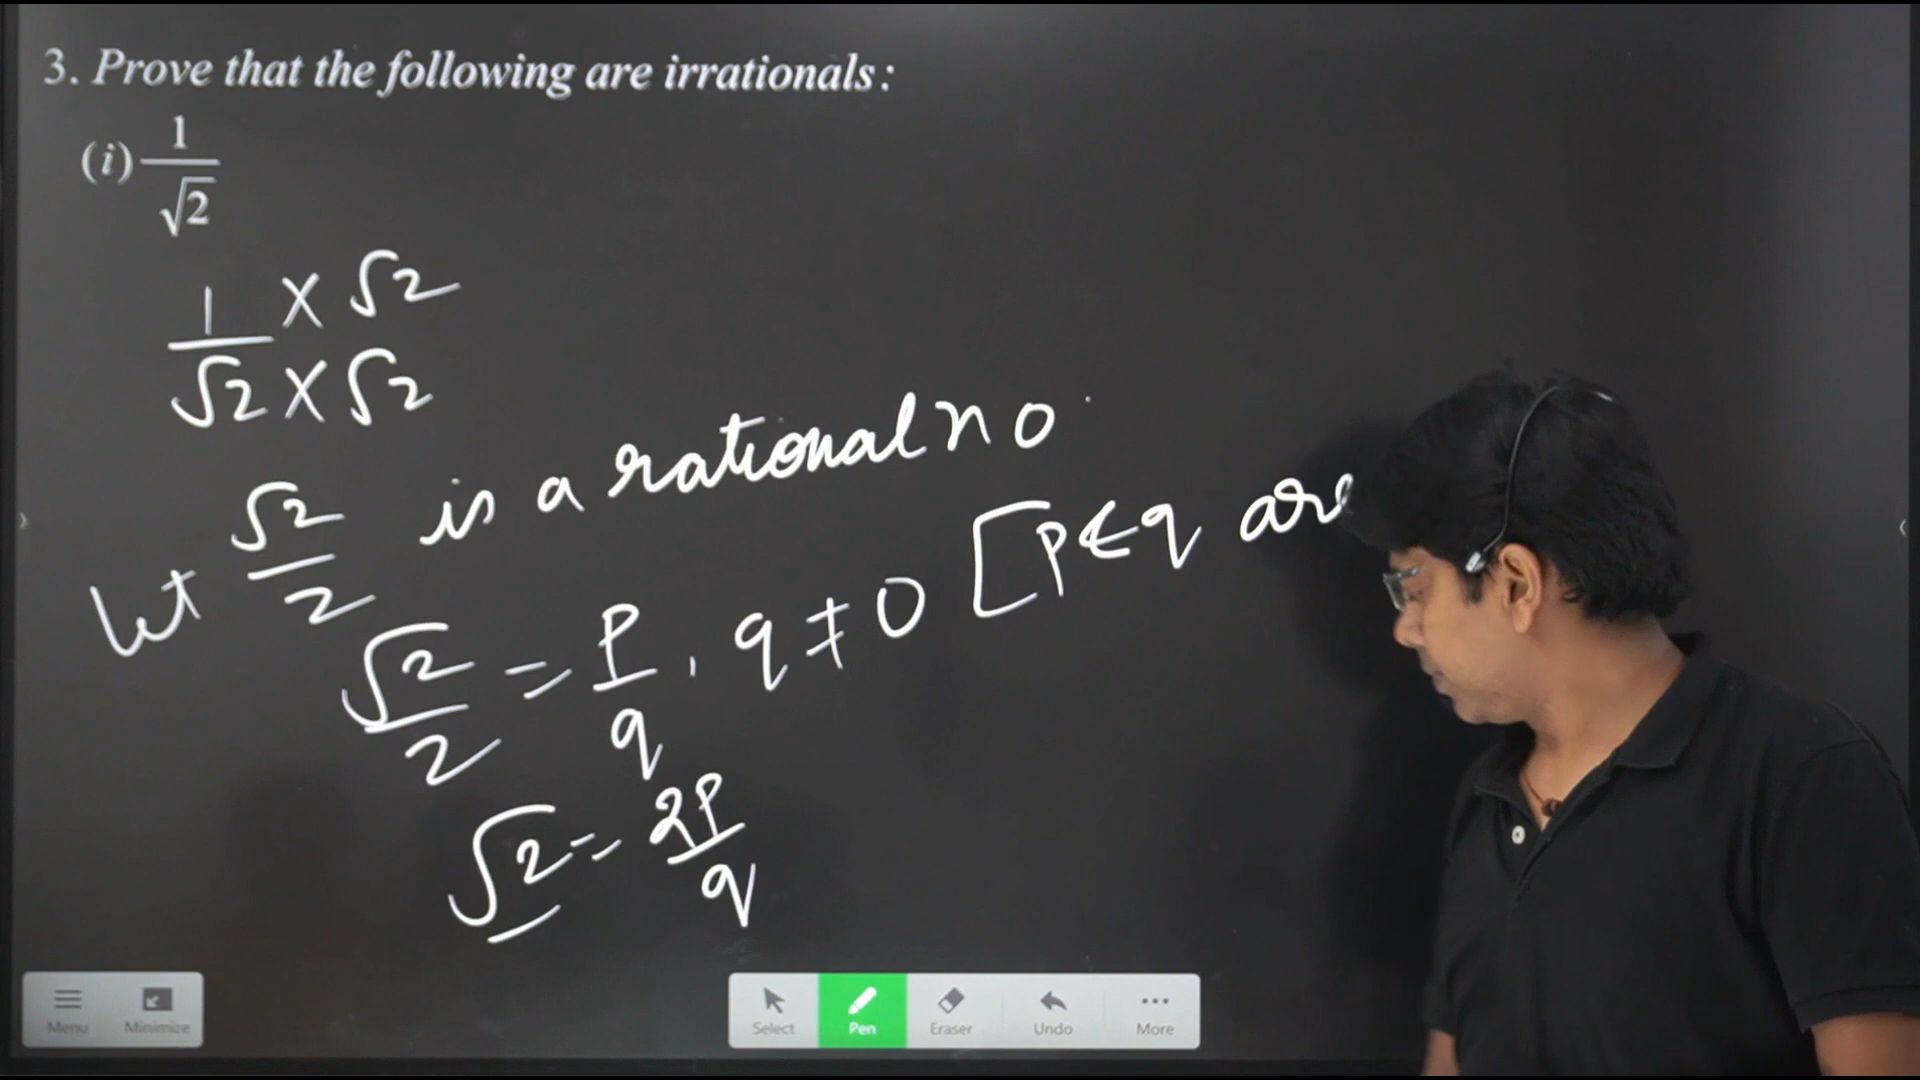 3. Prove that the following are irrationals:
(i) 1/√2
1 × √2
√2 × √2
Let √2/2 is a rational no.
√2/2 = p/q, q ≠ 0 [p & q are
√2 = 2p/q
Menu Minimize Select Pen Eraser Undo More